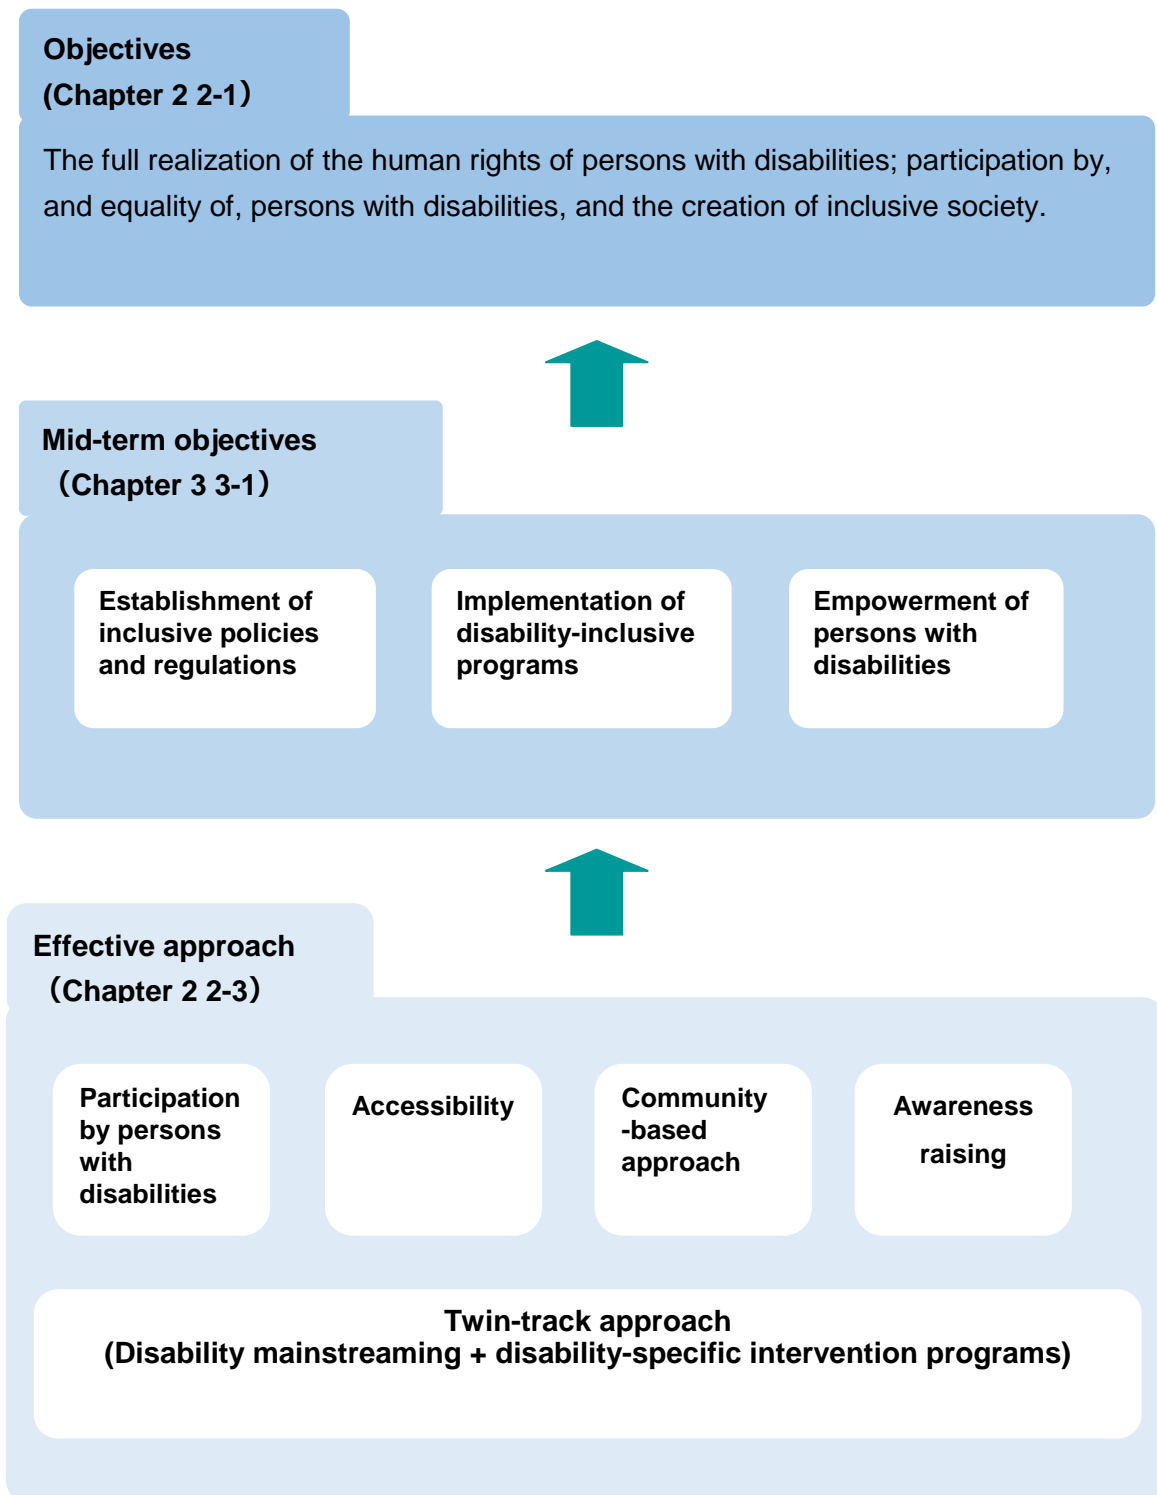 Objectives
(Chapter 2 2-1）
The full realization of the human rights of persons with disabilities; participation by,
and equality of, persons with disabilities, and the creation of inclusive society.
Mid-term objectives
（Chapter 3 3-1）
Establishment of
inclusive policies
and regulations
Implementation of
disability-inclusive
programs
Empowerment of
persons with
disabilities
Effective approach
（Chapter 2 2-3）
Participation
by persons
with
disabilities
Accessibility
Community
-based
approach
Awareness
raising
Twin-track approach
(Disability mainstreaming + disability-specific intervention programs)